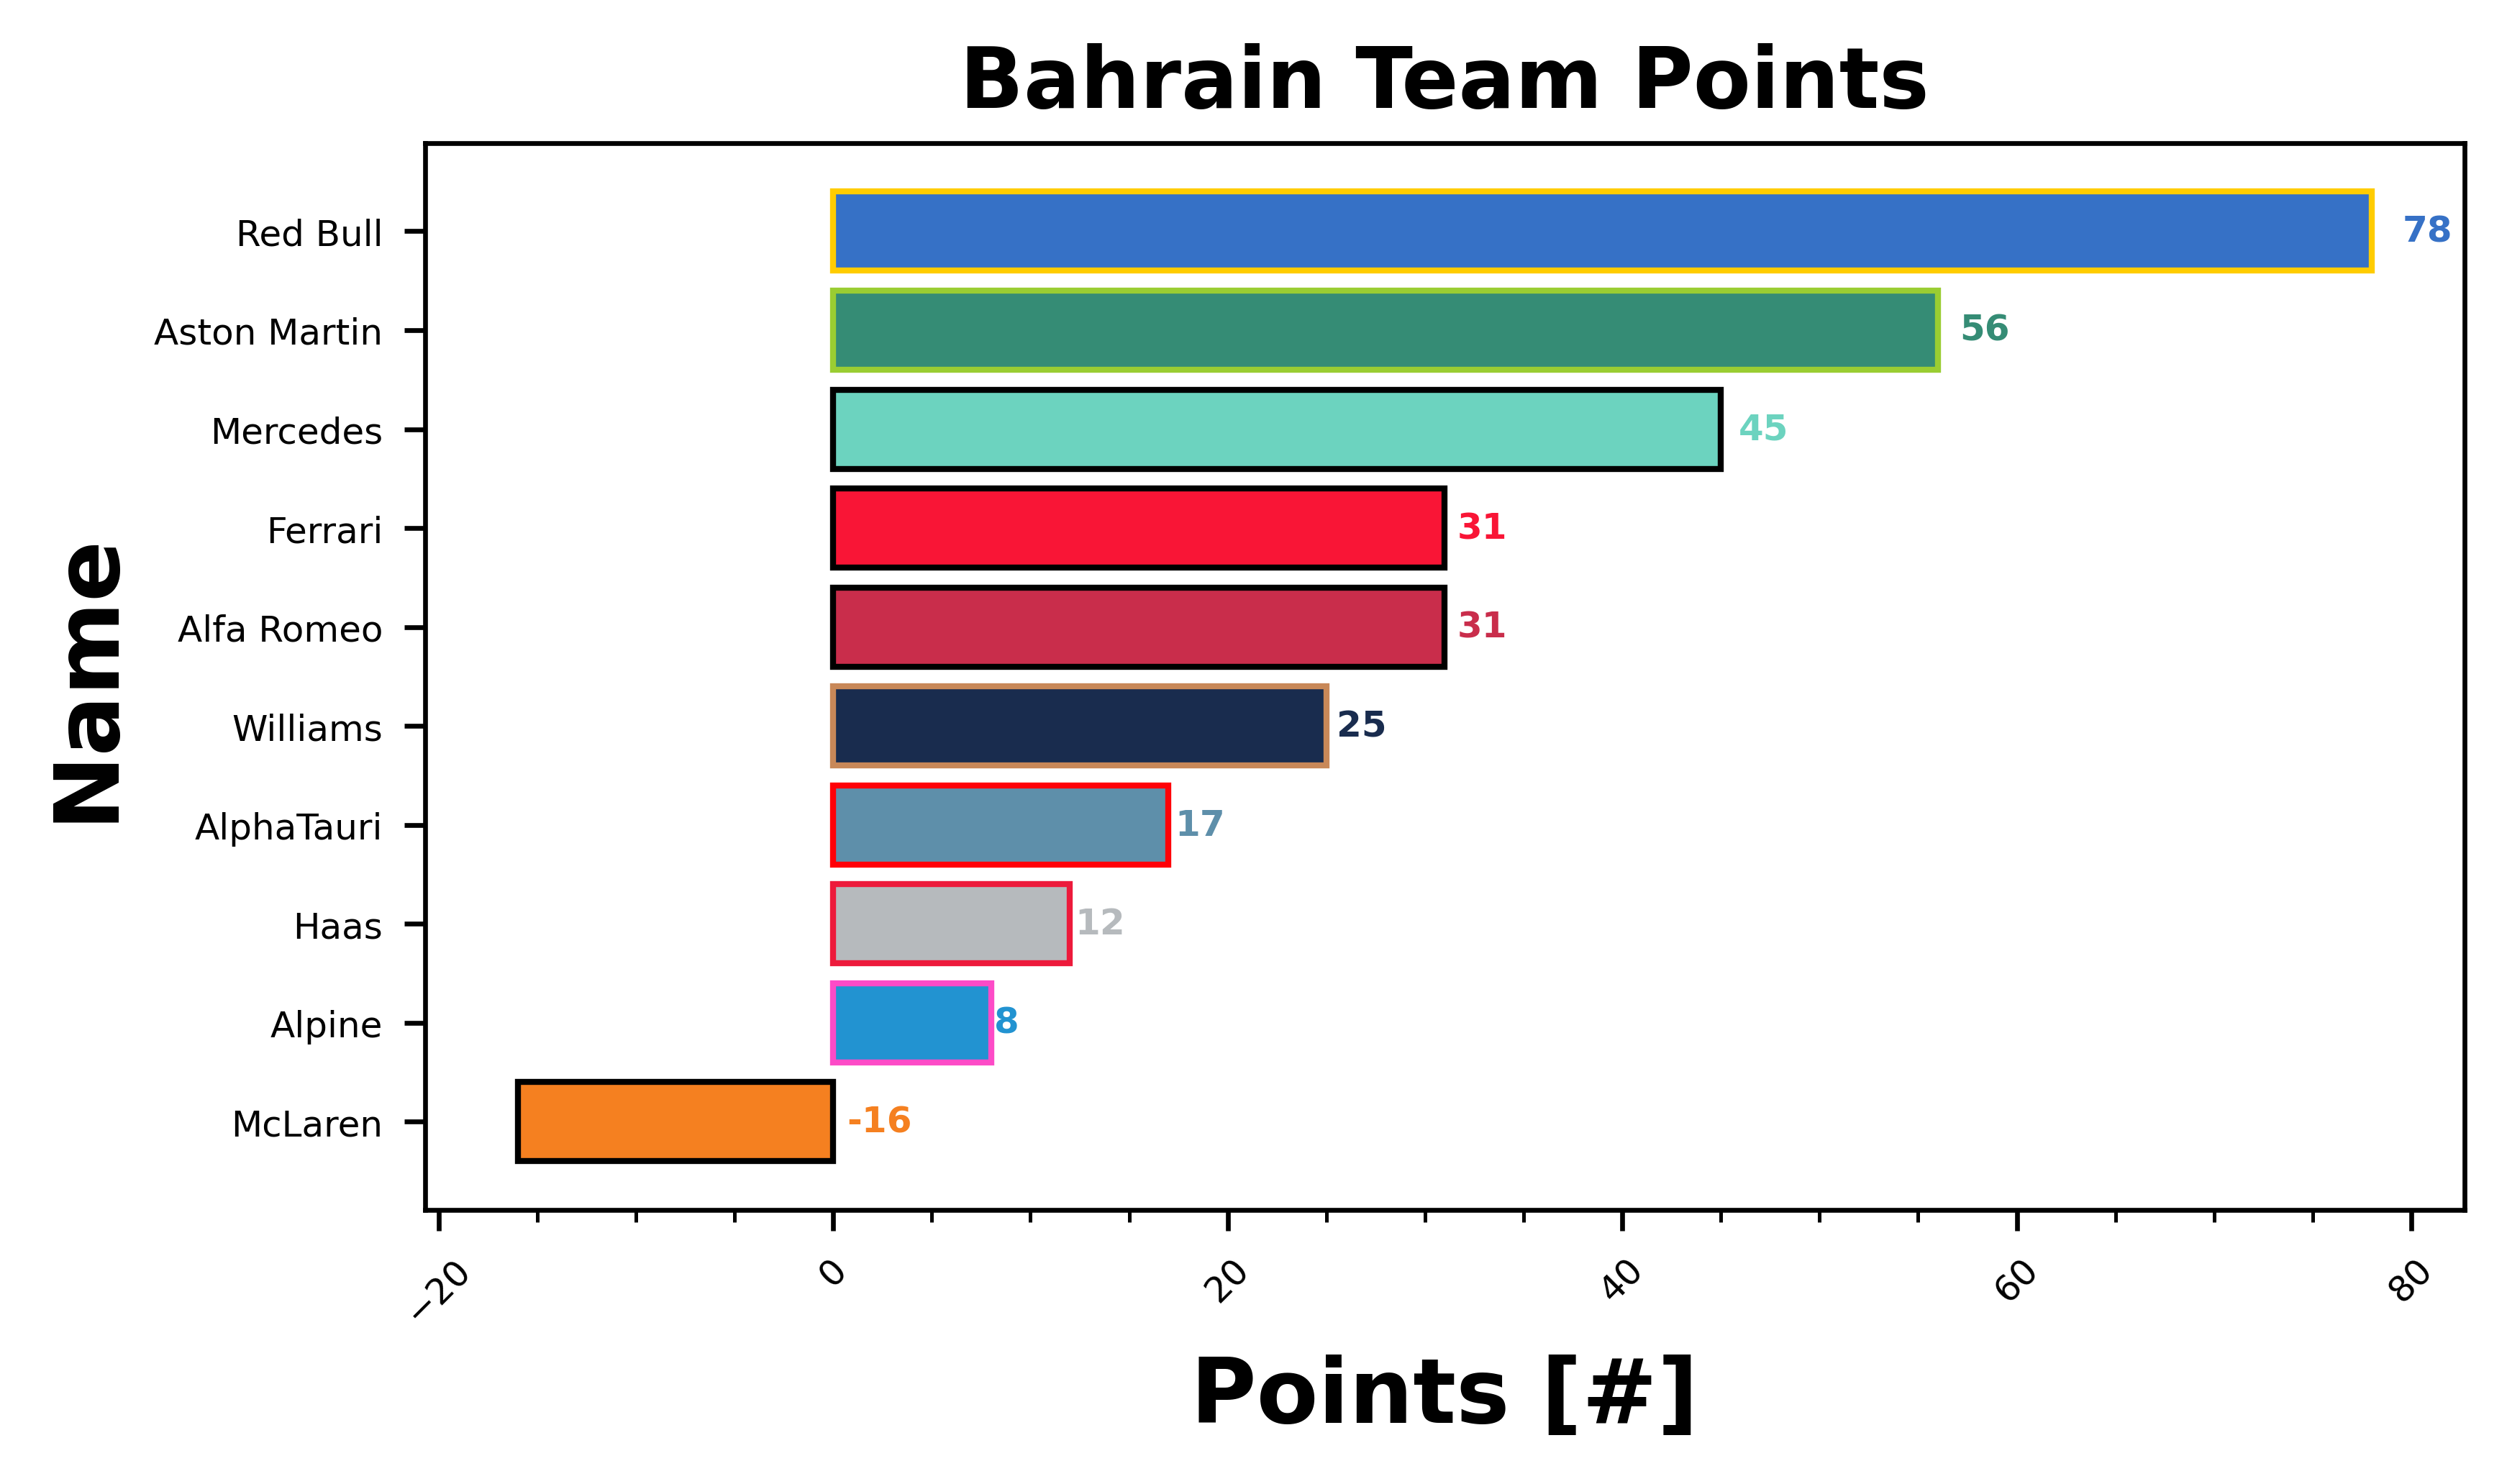 Bahrain Team Points
Name
Red Bull 78
Aston Martin 56
Mercedes 45
Ferrari 31
Alfa Romeo 31
Williams 25
AlphaTauri 17
Haas 12
Alpine 8
McLaren -16
−20 0 20 40 60 80
Points [#]